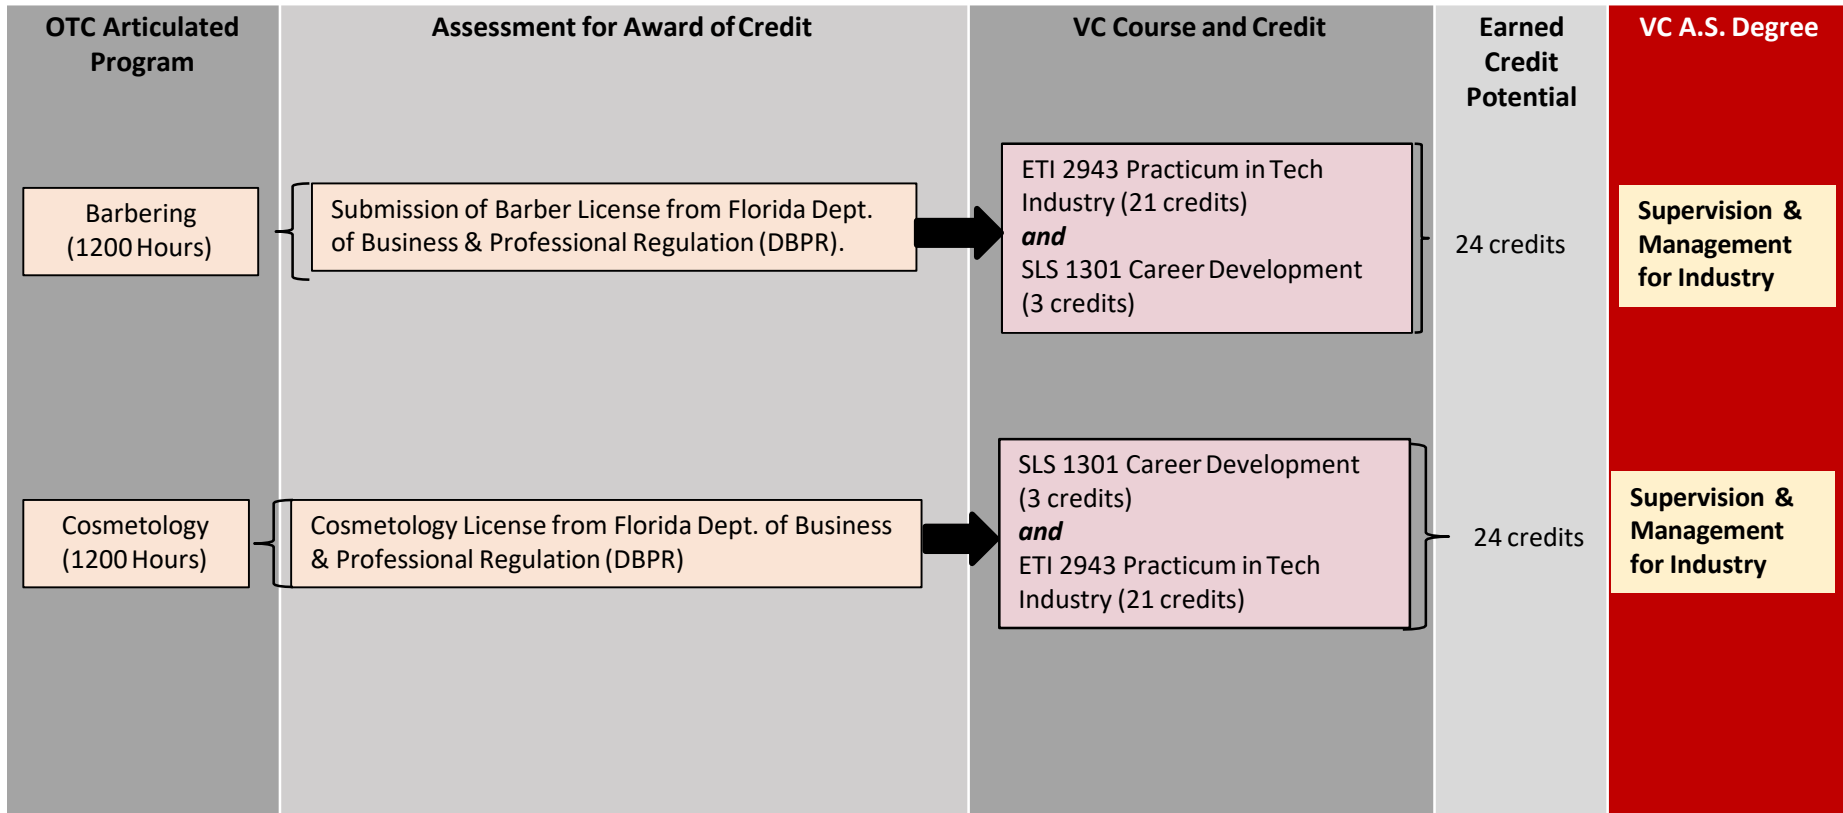 OTC Articulated
Program
Assessment for Award of Credit
VC Course and Credit
Earned
Credit
Potential
VC A.S. Degree
Barbering
(1200 Hours)
Submission of Barber License from Florida Dept.
of Business & Professional Regulation (DBPR).
ETI 2943 Practicum in Tech
Industry (21 credits)
and
SLS 1301 Career Development
(3 credits)
24 credits
Supervision &
Management
for Industry
Cosmetology
(1200 Hours)
Cosmetology License from Florida Dept. of Business
& Professional Regulation (DBPR)
SLS 1301 Career Development
(3 credits)
and
ETI 2943 Practicum in Tech
Industry (21 credits)
24 credits
Supervision &
Management
for Industry